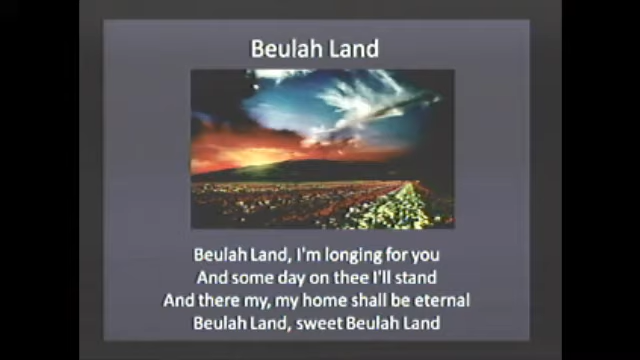 Beulah Land
Beulah Land, I'm longing for you
And some day on thee I'll stand
And there my, my home shall be eternal
Beulah Land, sweet Beulah Land